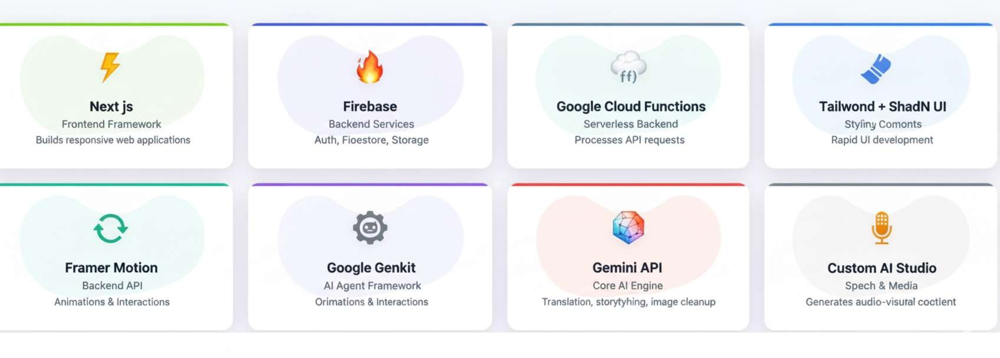 ff)
Next js
Frontend Framework
Builds responsive web applications
Firebase
Backend Services
Auth, Fioestore, Storage
Google Cloud Functions
Serverless Backend
Processes API requests
Tailwond + ShadN UI
Styliny Comonts
Rapid UI development
Framer Motion
Backend API
Animations & Interactions
Google Genkit
AI Agent Framework
Orimations & Interactions
Gemini API
Core AI Engine
Translation, storytyhing, image cleanup
Custom AI Studio
Spech & Media
Generates audio-visural coctient